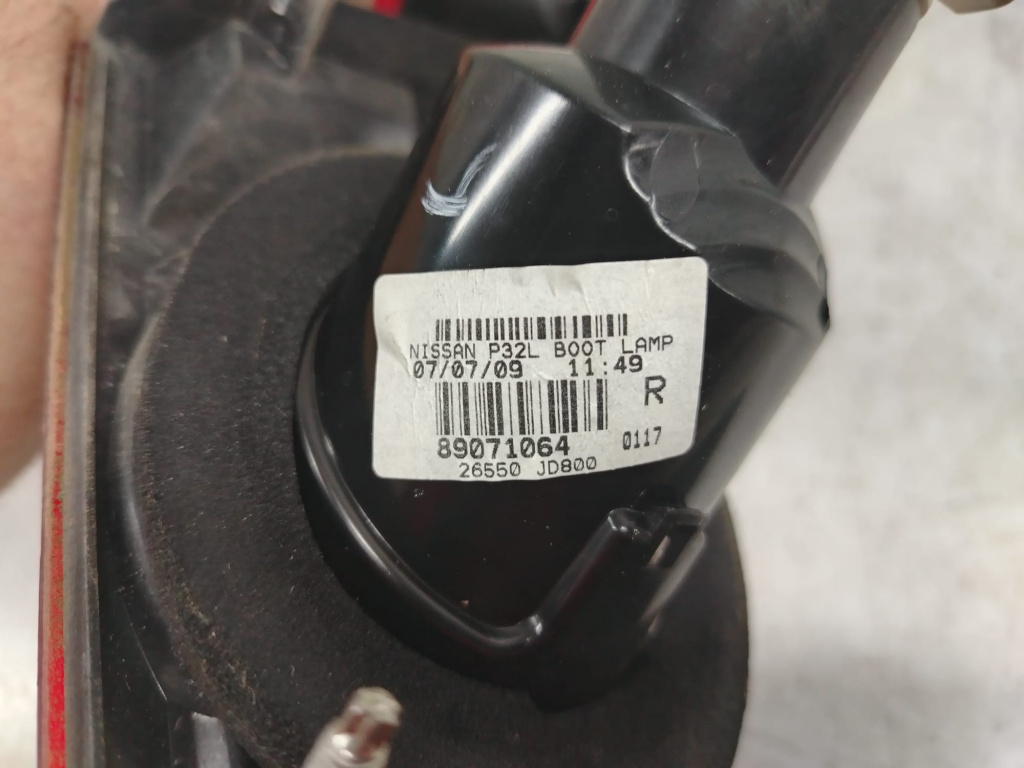 NISSAN P32L BOOT LAMP
07/07/09 11:49
R
89071064 0117
26550 JD800